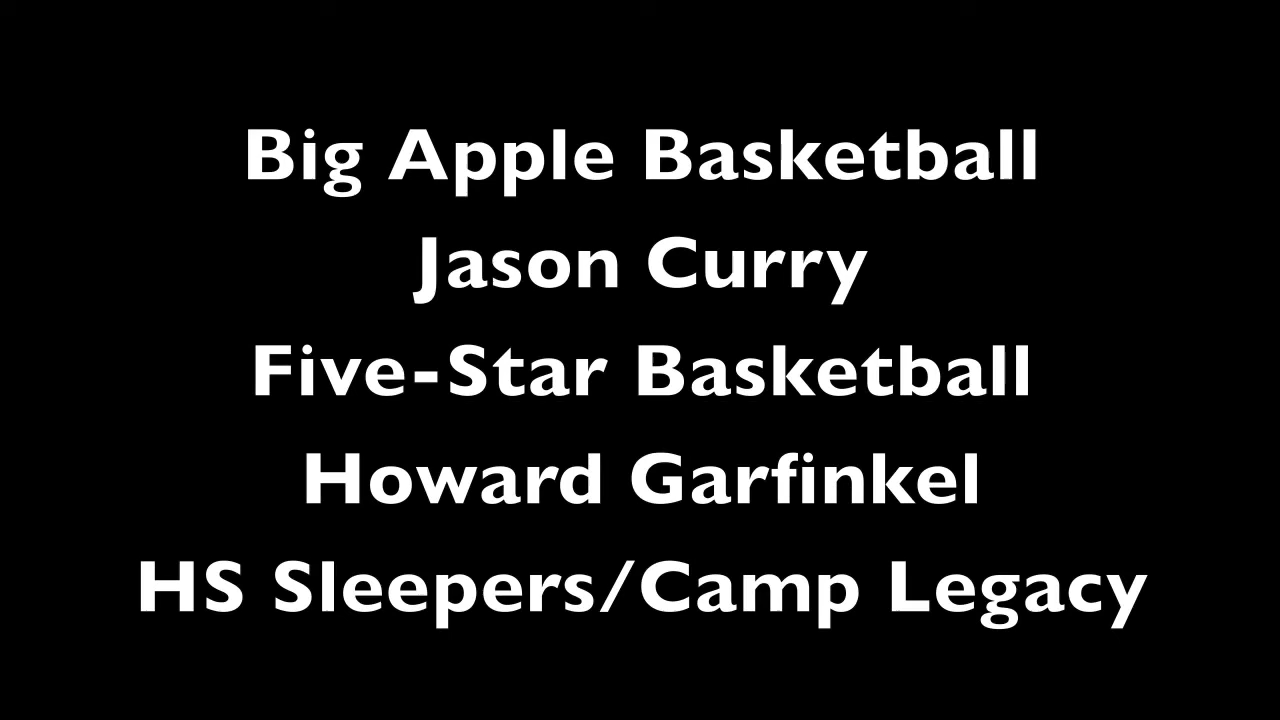 Big Apple Basketball
Jason Curry
Five-Star Basketball
Howard Garfinkel
HS Sleepers/Camp Legacy